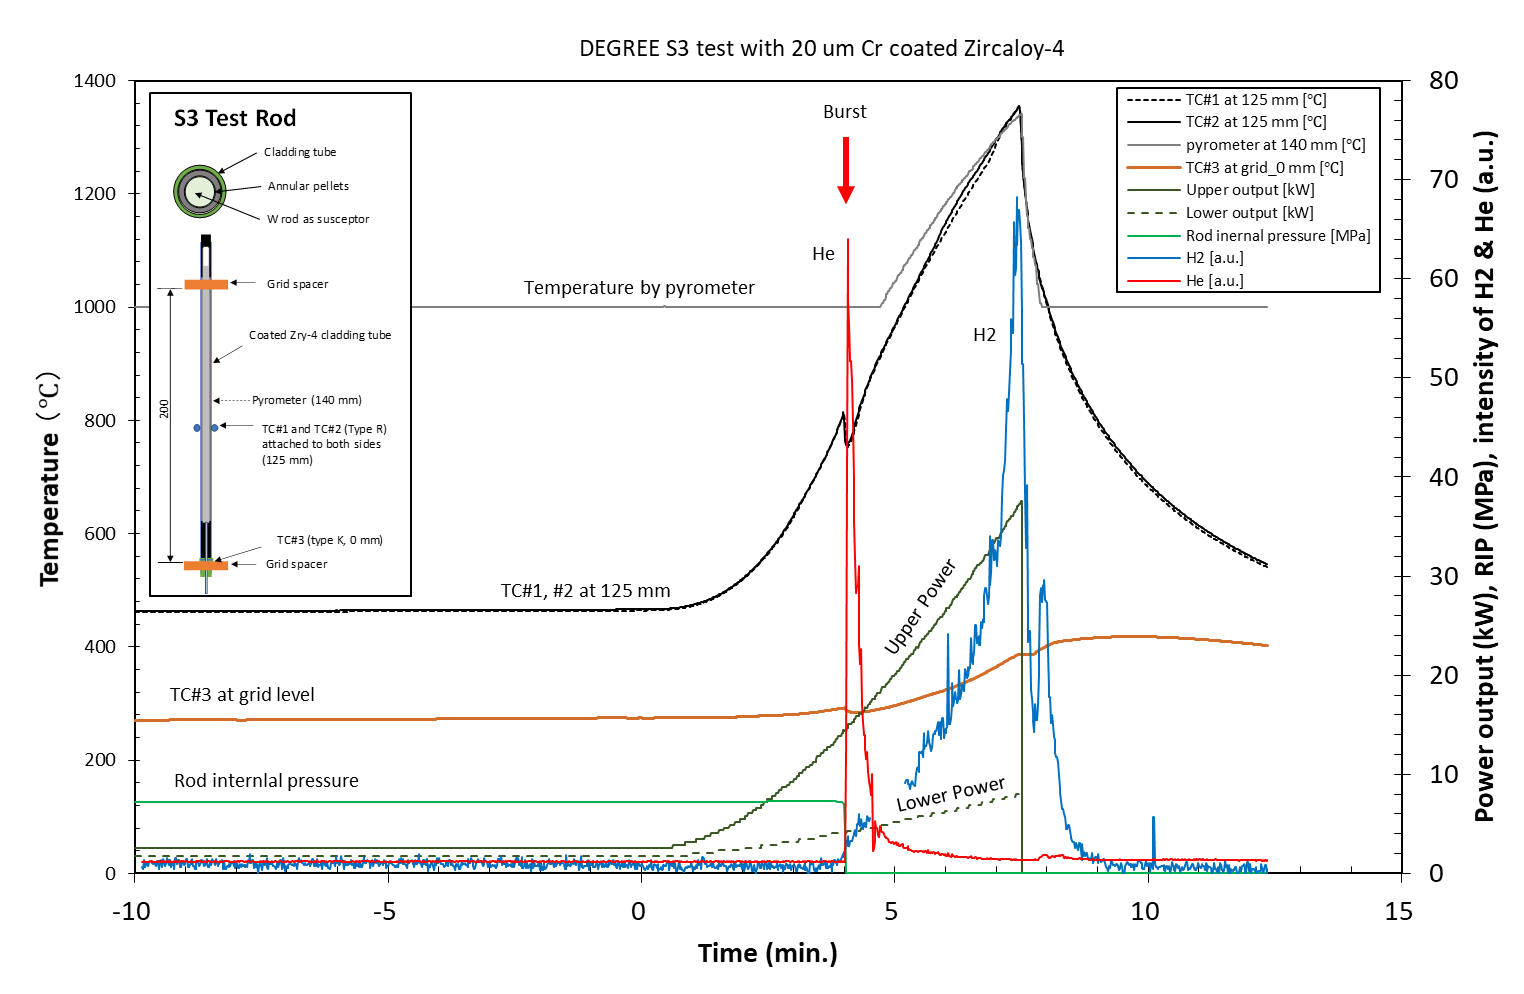 DEGREE S3 test with 20 um Cr coated Zircaloy-4
1400
1200
1000
800
600
400
200
0
Temperature (℃)
80
70
60
50
40
30
20
10
0
Power output (kW), RIP (MPa), intensity of H2 & He (a.u.)
-10
-5
0
5
10
15
Time (min.)
S3 Test Rod
Cladding tube
Annular pellets
W rod as susceptor
Grid spacer
Coated Zry-4 cladding tube
200
Pyrometer (140 mm)
TC#1 and TC#2 (Type R)
attached to both sides
(125 mm)
TC#3 (type K, 0 mm)
Grid spacer
Burst
He
Temperature by pyrometer
H2
TC#1, #2 at 125 mm
Upper Power
TC#3 at grid level
Rod internlal pressure
Lower Power
TC#1 at 125 mm [℃]
TC#2 at 125 mm [℃]
pyrometer at 140 mm [℃]
TC#3 at grid_0 mm [℃]
Upper output [kW]
Lower output [kW]
Rod inernal pressure [MPa]
H2 [a.u.]
He [a.u.]